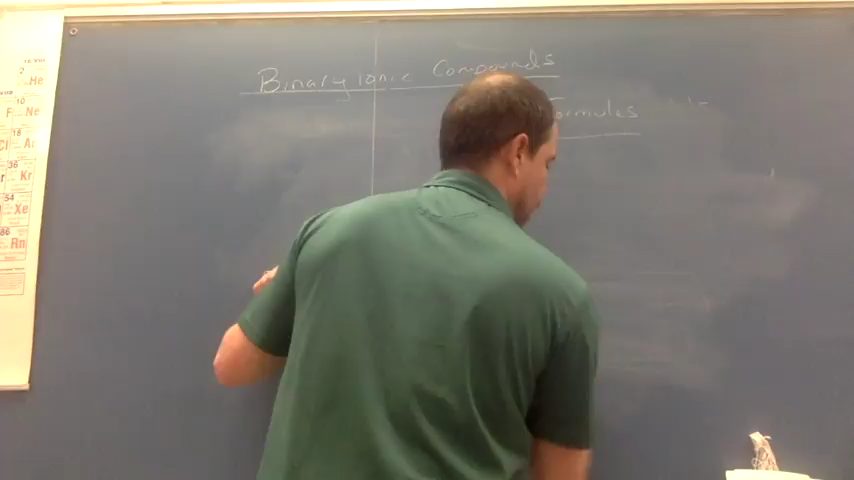 Binary Ionic Compounds
Formulas
2
He
10
F Ne
18
Cl Ar
36
Kr
54
Xe
86
Rn